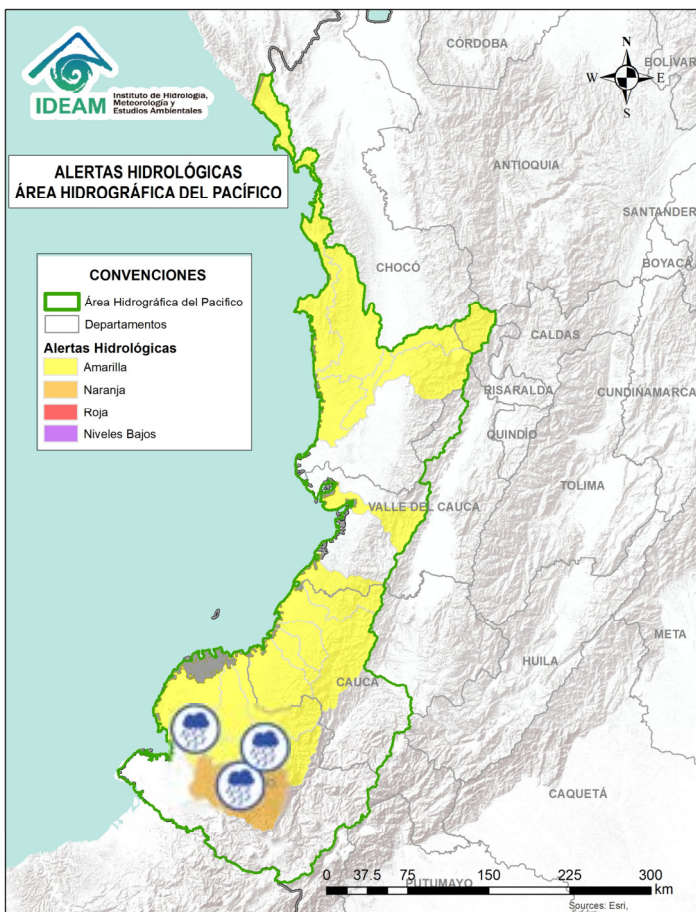 IDEAM
Instituto de Hidrología,
Meteorología y
Estudios Ambientales
ALERTAS HIDROLÓGICAS
ÁREA HIDROGRÁFICA DEL PACÍFICO
CONVENCIONES
Área Hidrográfica del Pacifico
Departamentos
Alertas Hidrológicas
Amarilla
Naranja
Roja
Niveles Bajos
N
W
E
S
CÓRDOBA
BOLÍVAR
ANTIOQUIA
SANTANDER
BOYACA
CHOCÓ
CALDAS
RISARALDA
CUNDINAMARCA
QUINDÍO
TOLIMA
VALLE DEL CAUCA
META
HUILA
CAUCA
CAQUETÁ
PUTUMAYO
0 37.5 75 150 225 300
km
Sources: Esri,